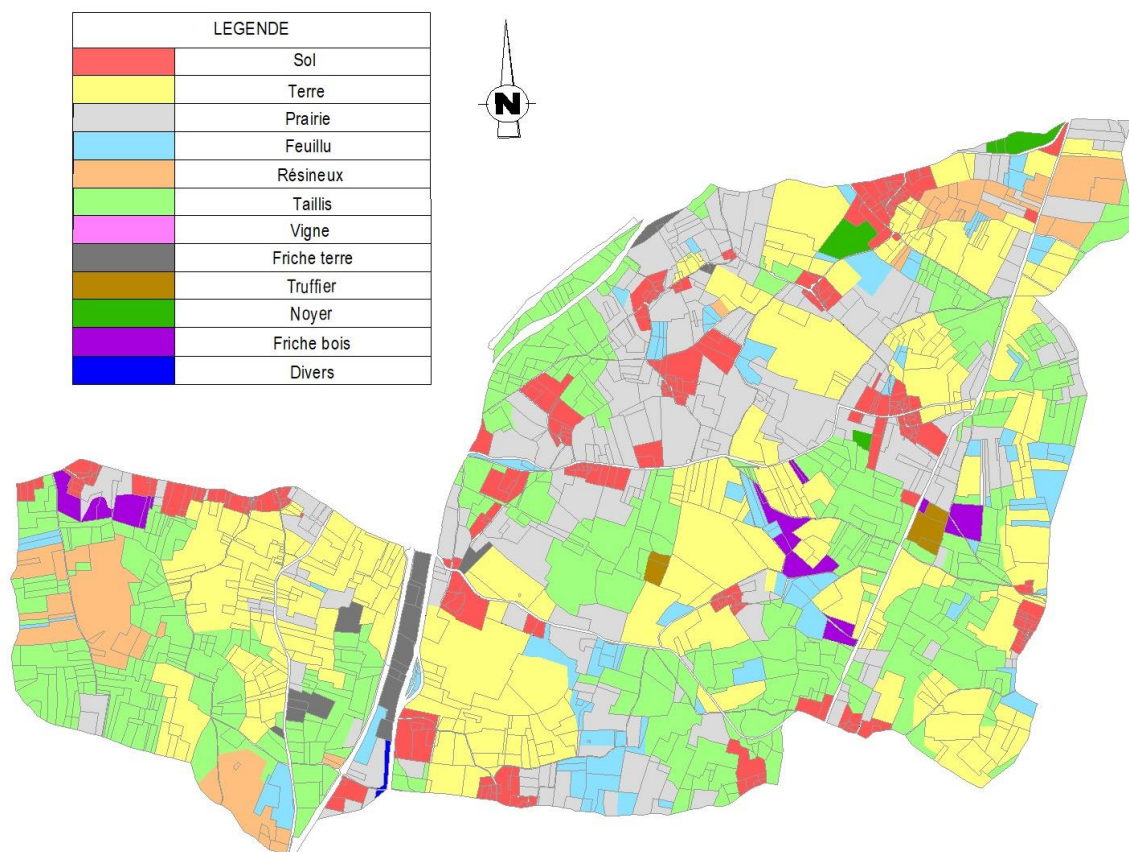 LEGENDE
Sol
Terre
Prairie
Feuillu
Résineux
Taillis
Vigne
Friche terre
Truffier
Noyer
Friche bois
Divers
N